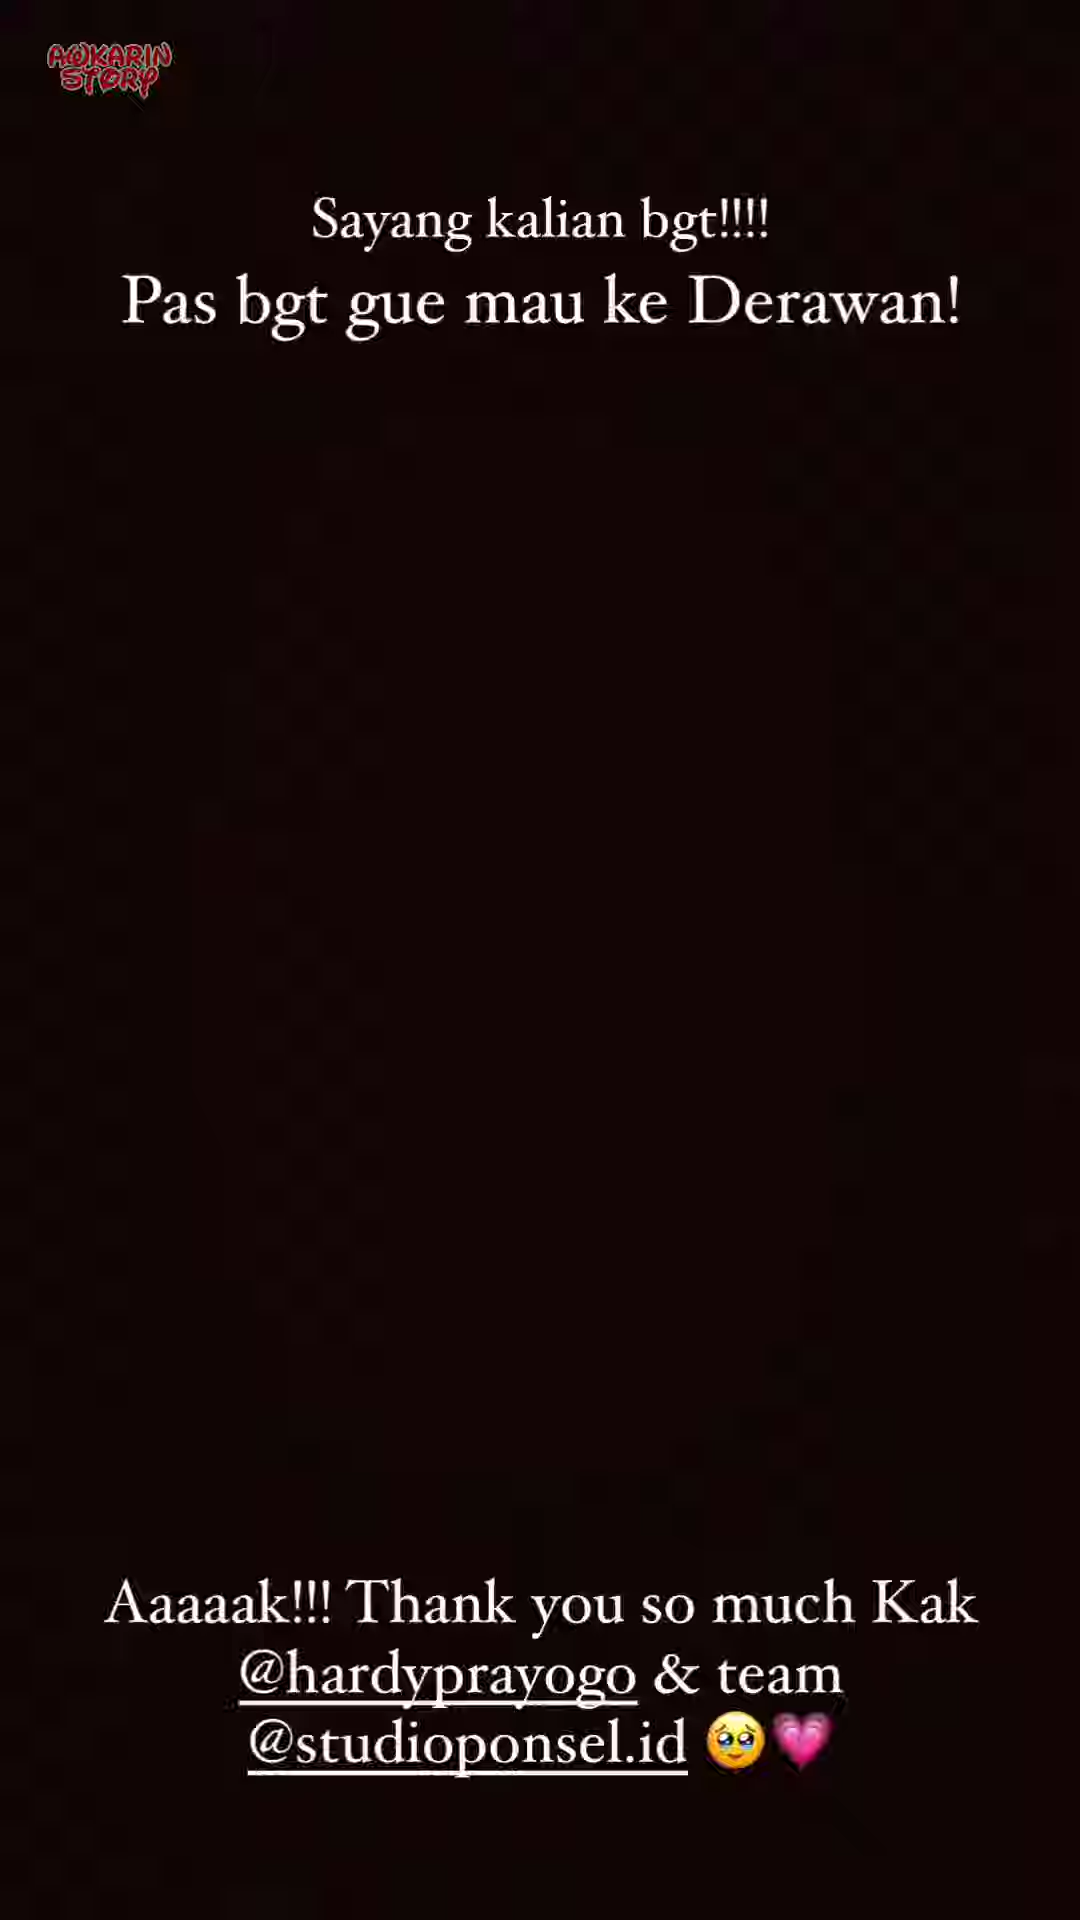 AWKARIN
STORY
Sayang kalian bgt!!!!
Pas bgt gue mau ke Derawan!
Aaaaak!!! Thank you so much Kak
@hardyprayogo & team
@studioponsel.id 🥹💗